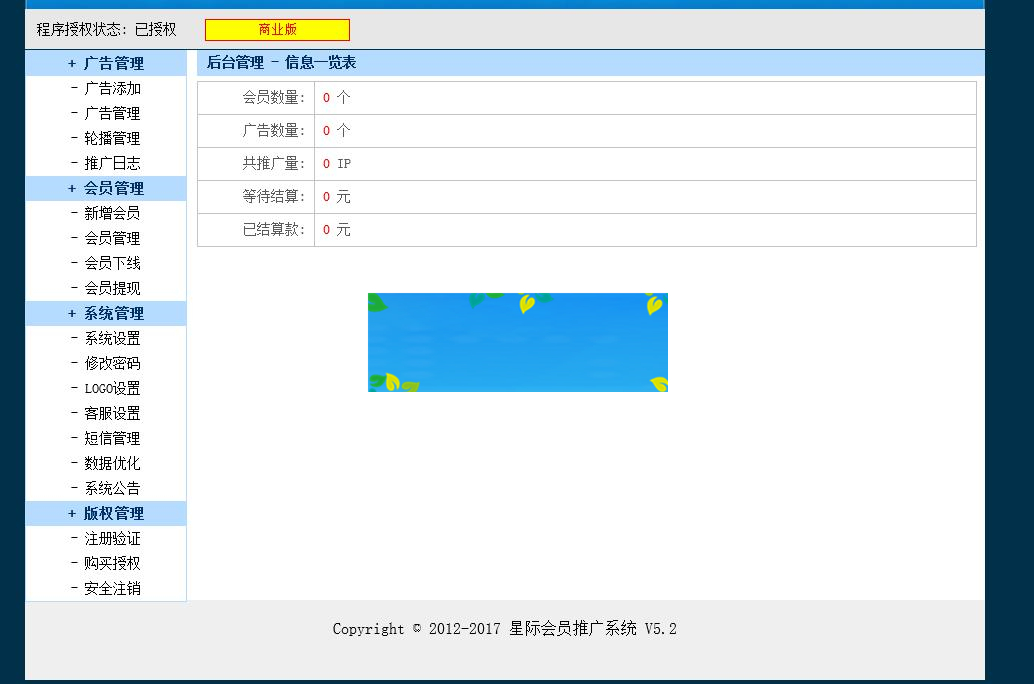 程序授权状态: 已授权 商业版
+ 广告管理
- 广告添加
- 广告管理
- 轮播管理
- 推广日志
+ 会员管理
- 新增会员
- 会员管理
- 会员下线
- 会员提现
+ 系统管理
- 系统设置
- 修改密码
- LOGO设置
- 客服设置
- 短信管理
- 数据优化
- 系统公告
+ 版权管理
- 注册验证
- 购买授权
- 安全注销
后台管理 - 信息一览表
会员数量: 0 个
广告数量: 0 个
共推广量: 0 IP
等待结算: 0 元
已结算款: 0 元
Copyright © 2012-2017 星际会员推广系统 V5.2